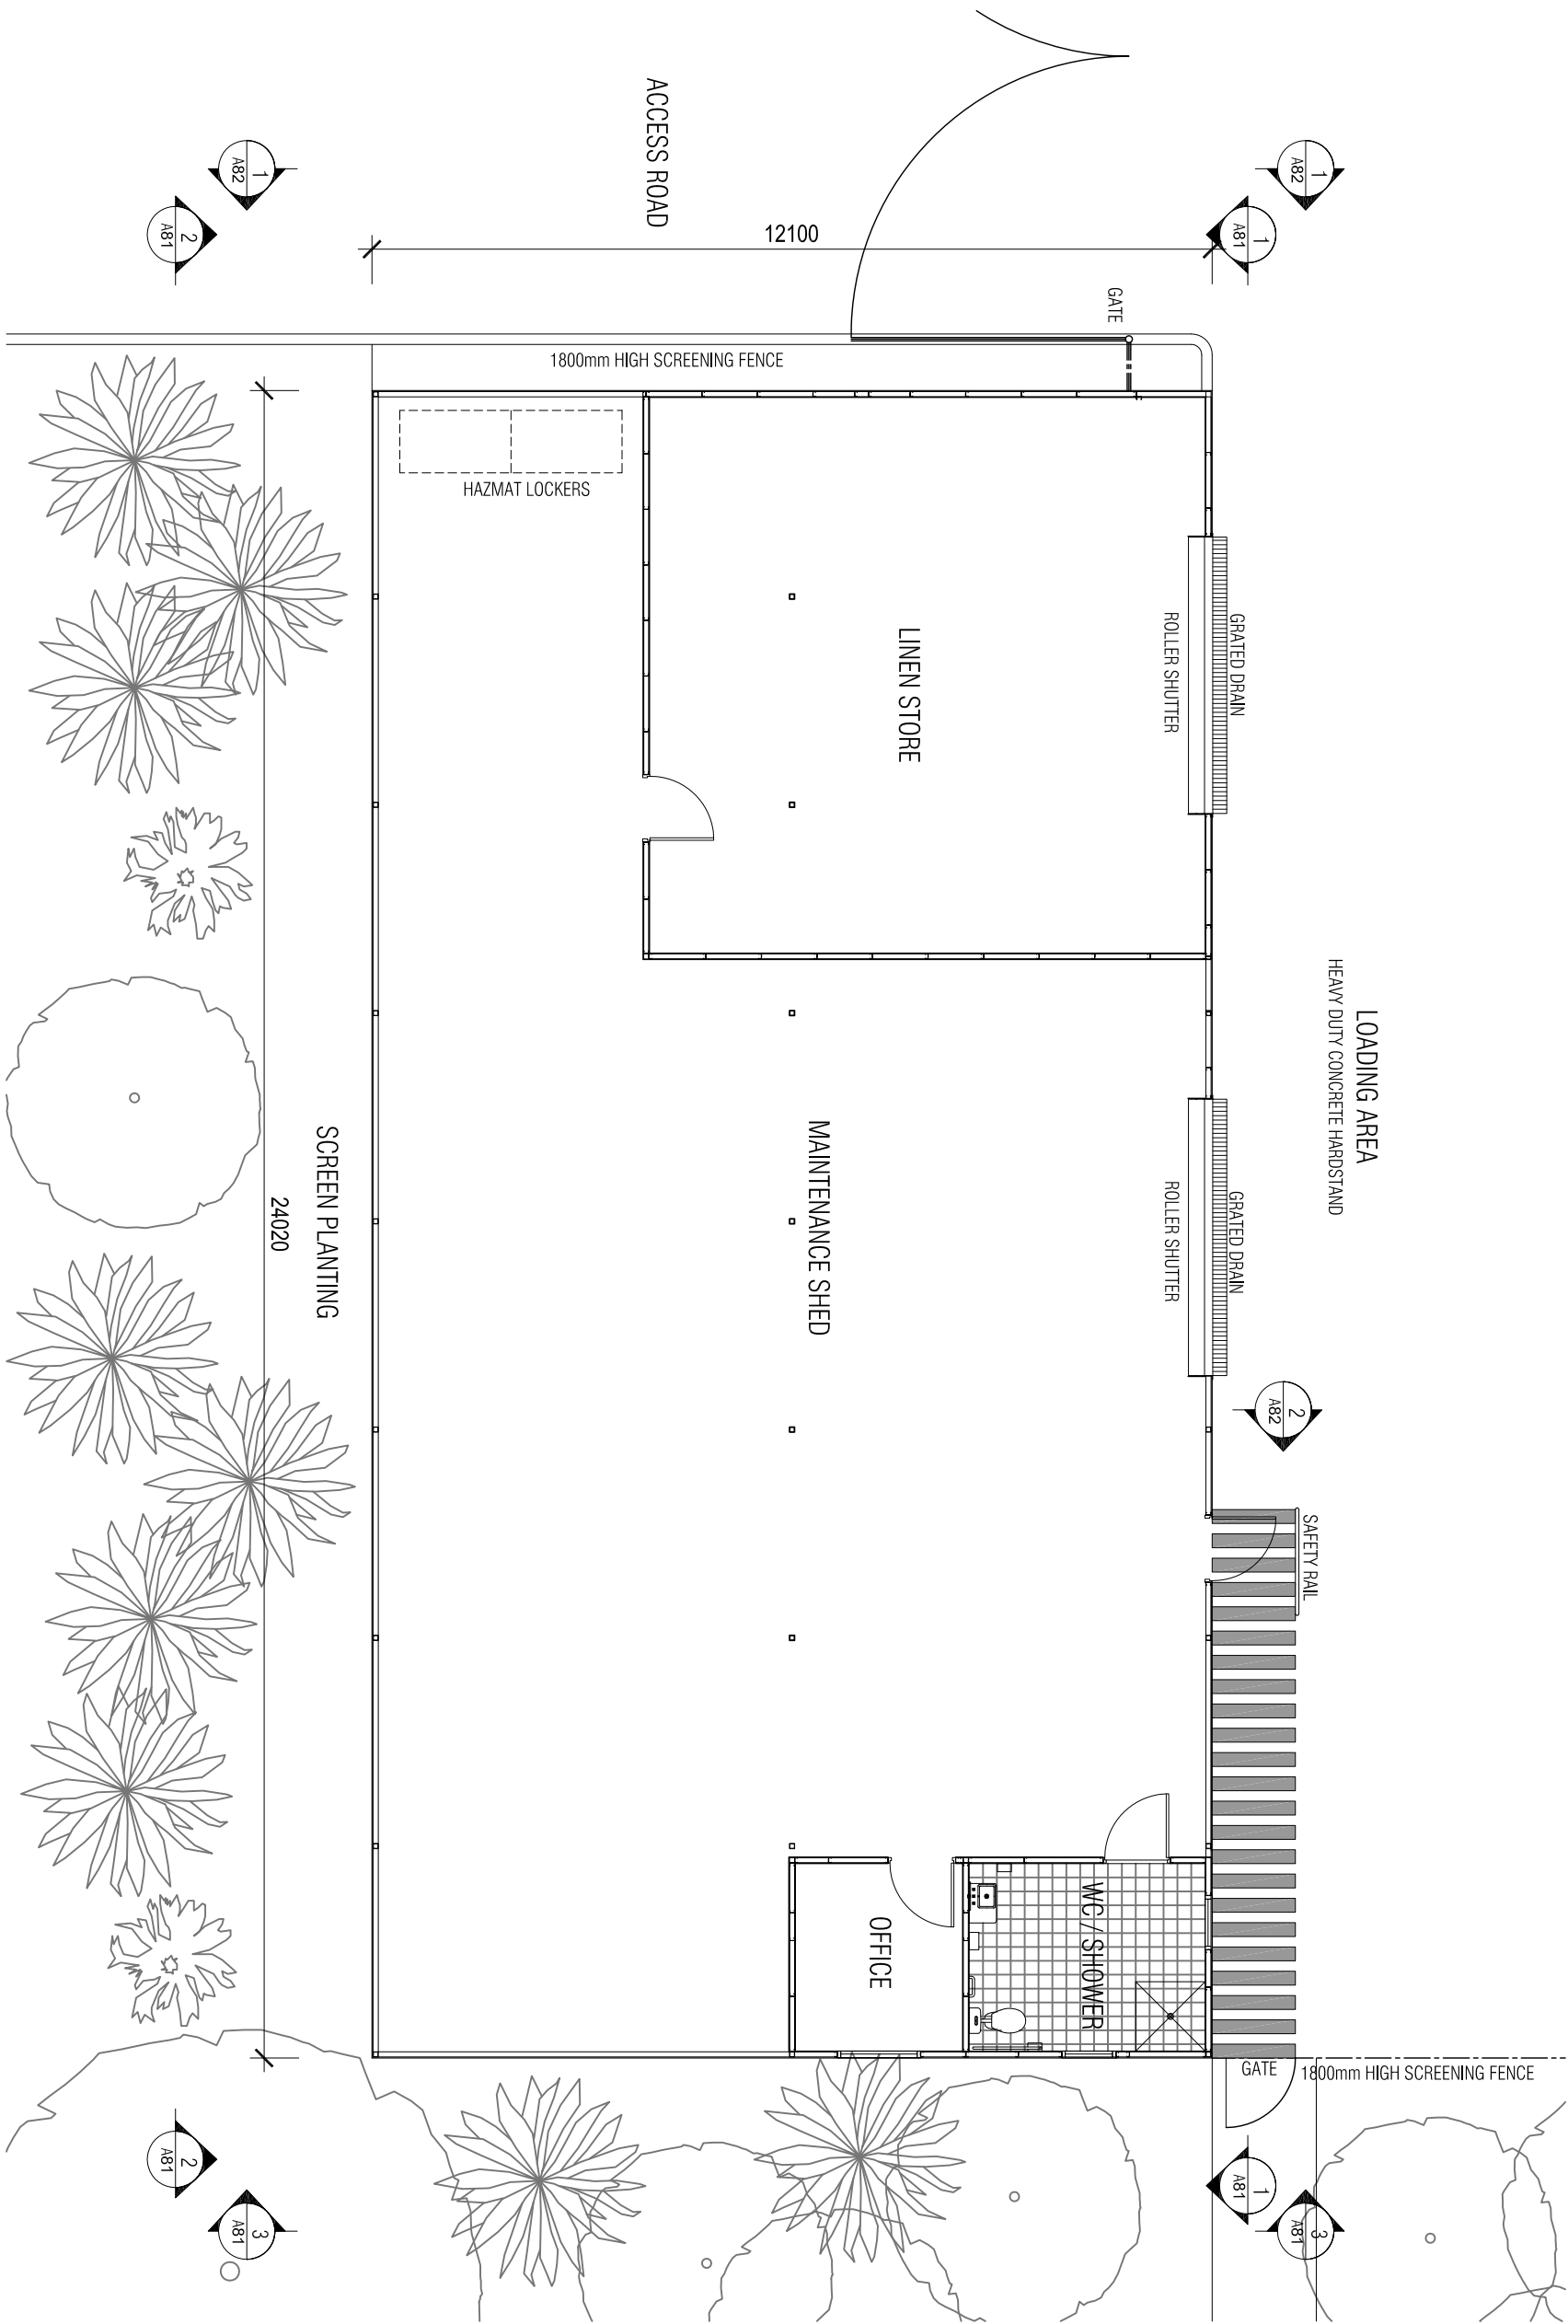 ACCESS ROAD
1
A82
2
A81
1
A82
1
A81
12100
GATE
1800mm HIGH SCREENING FENCE
HAZMAT LOCKERS
LINEN STORE
ROLLER SHUTTER
GRATED DRAIN
LOADING AREA
HEAVY DUTY CONCRETE HARDSTAND
MAINTENANCE SHED
ROLLER SHUTTER
GRATED DRAIN
SCREEN PLANTING
24020
2
A82
SAFETY RAIL
OFFICE
WC / SHOWER
GATE
1800mm HIGH SCREENING FENCE
2
A81
3
A81
1
A81
3
A81